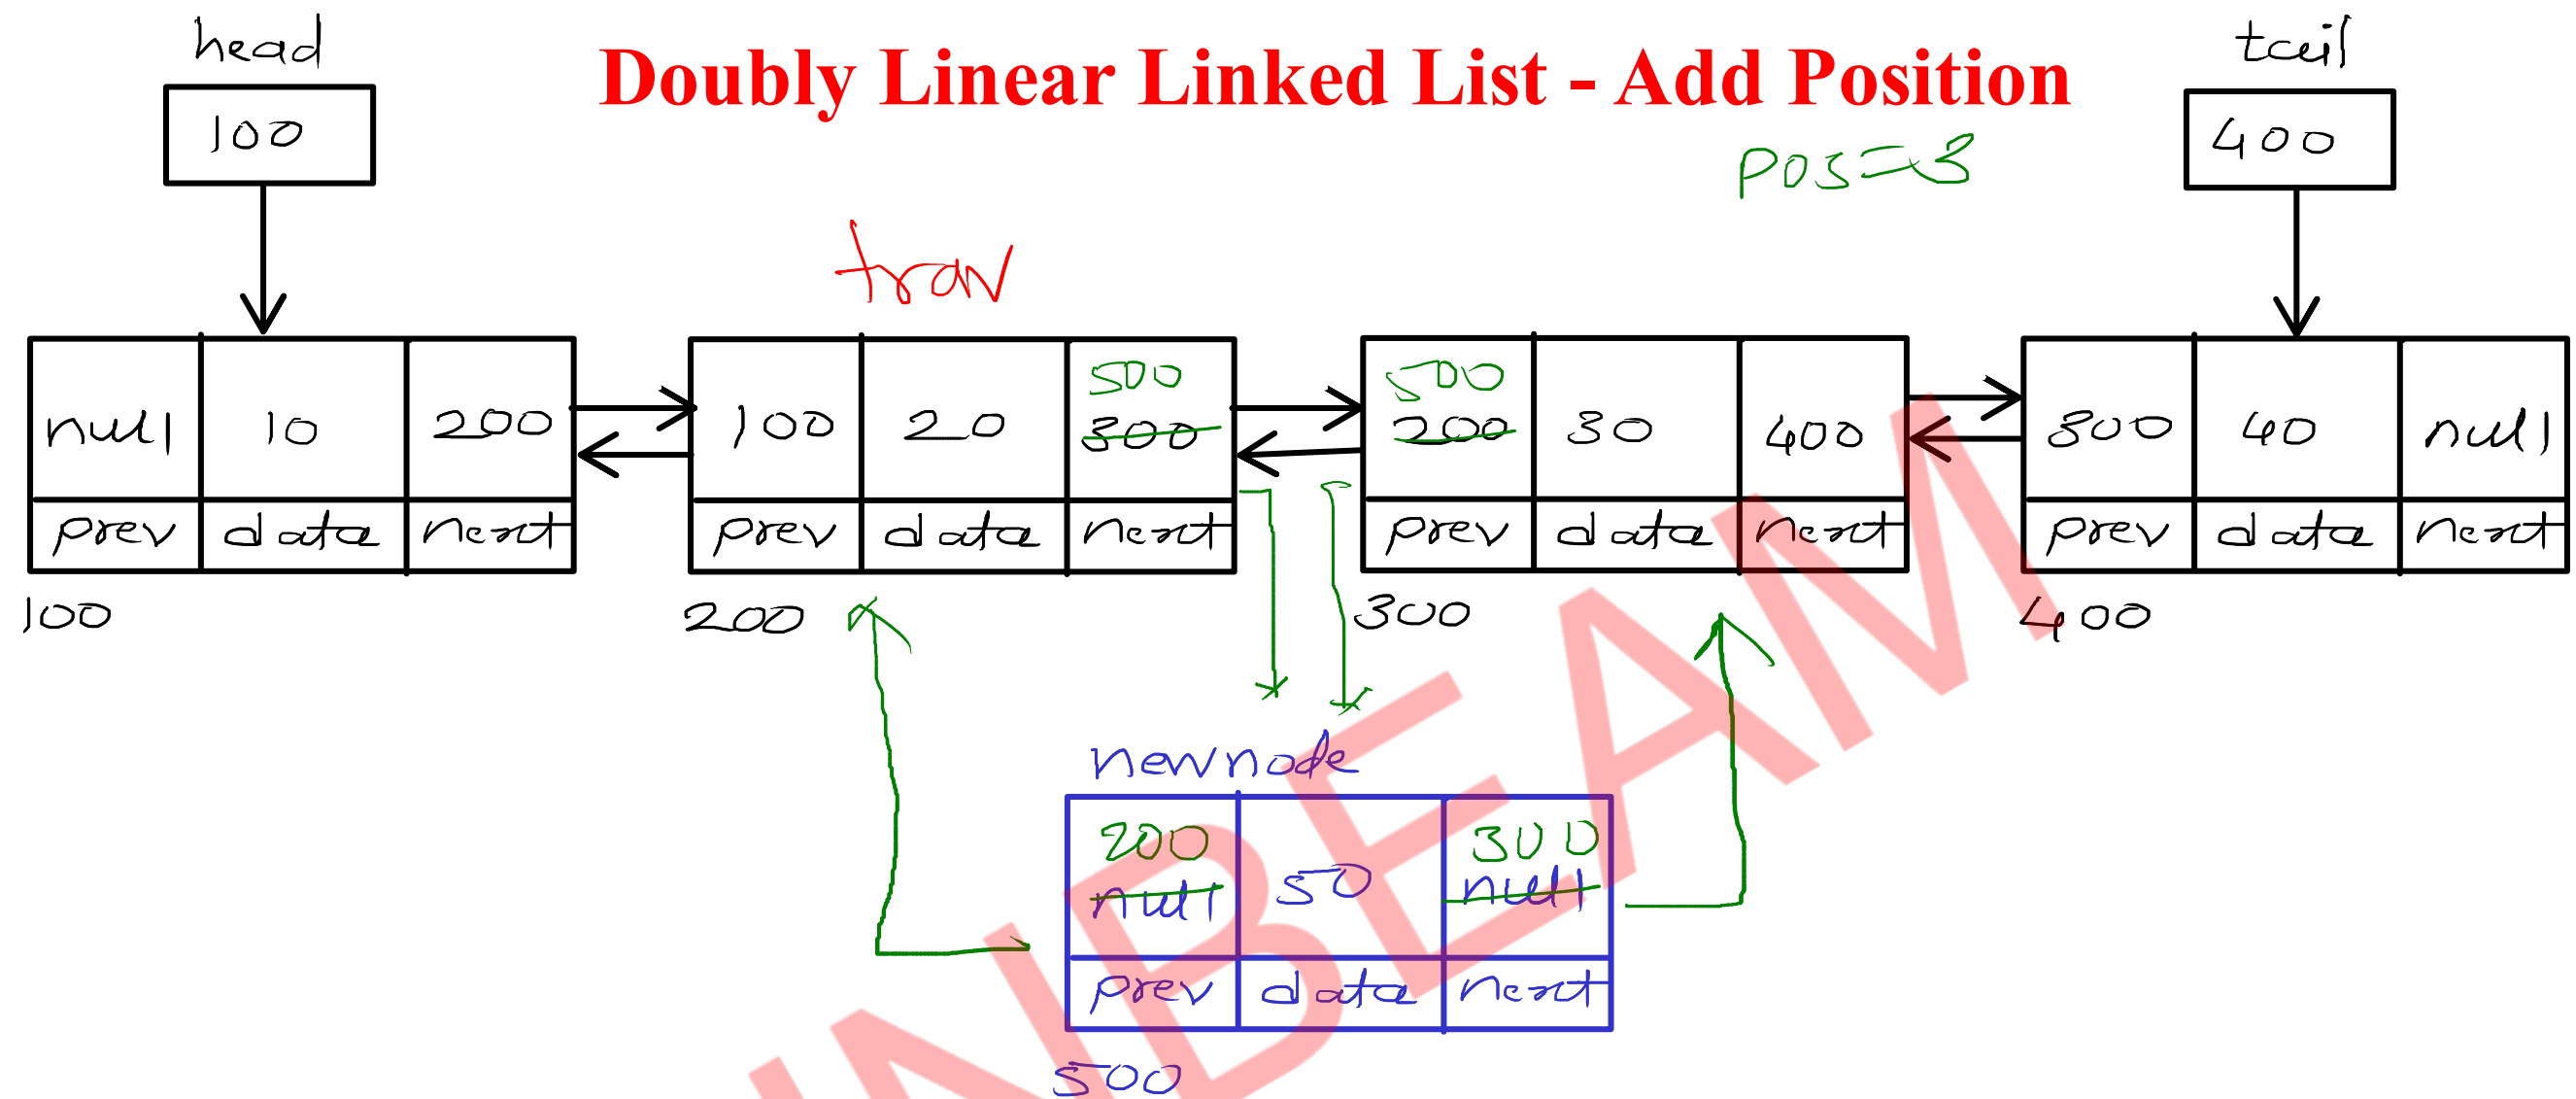 head
Doubly Linear Linked List - Add Position
tail
100
pos=3
400
trav
500 500
null 10 200 100 20 300 200 30 400 300 40 null
prev data next prev data next prev data next prev data next
100 200 300 400
newnode
200 300
null 50 null
prev data next
500
NBEAM